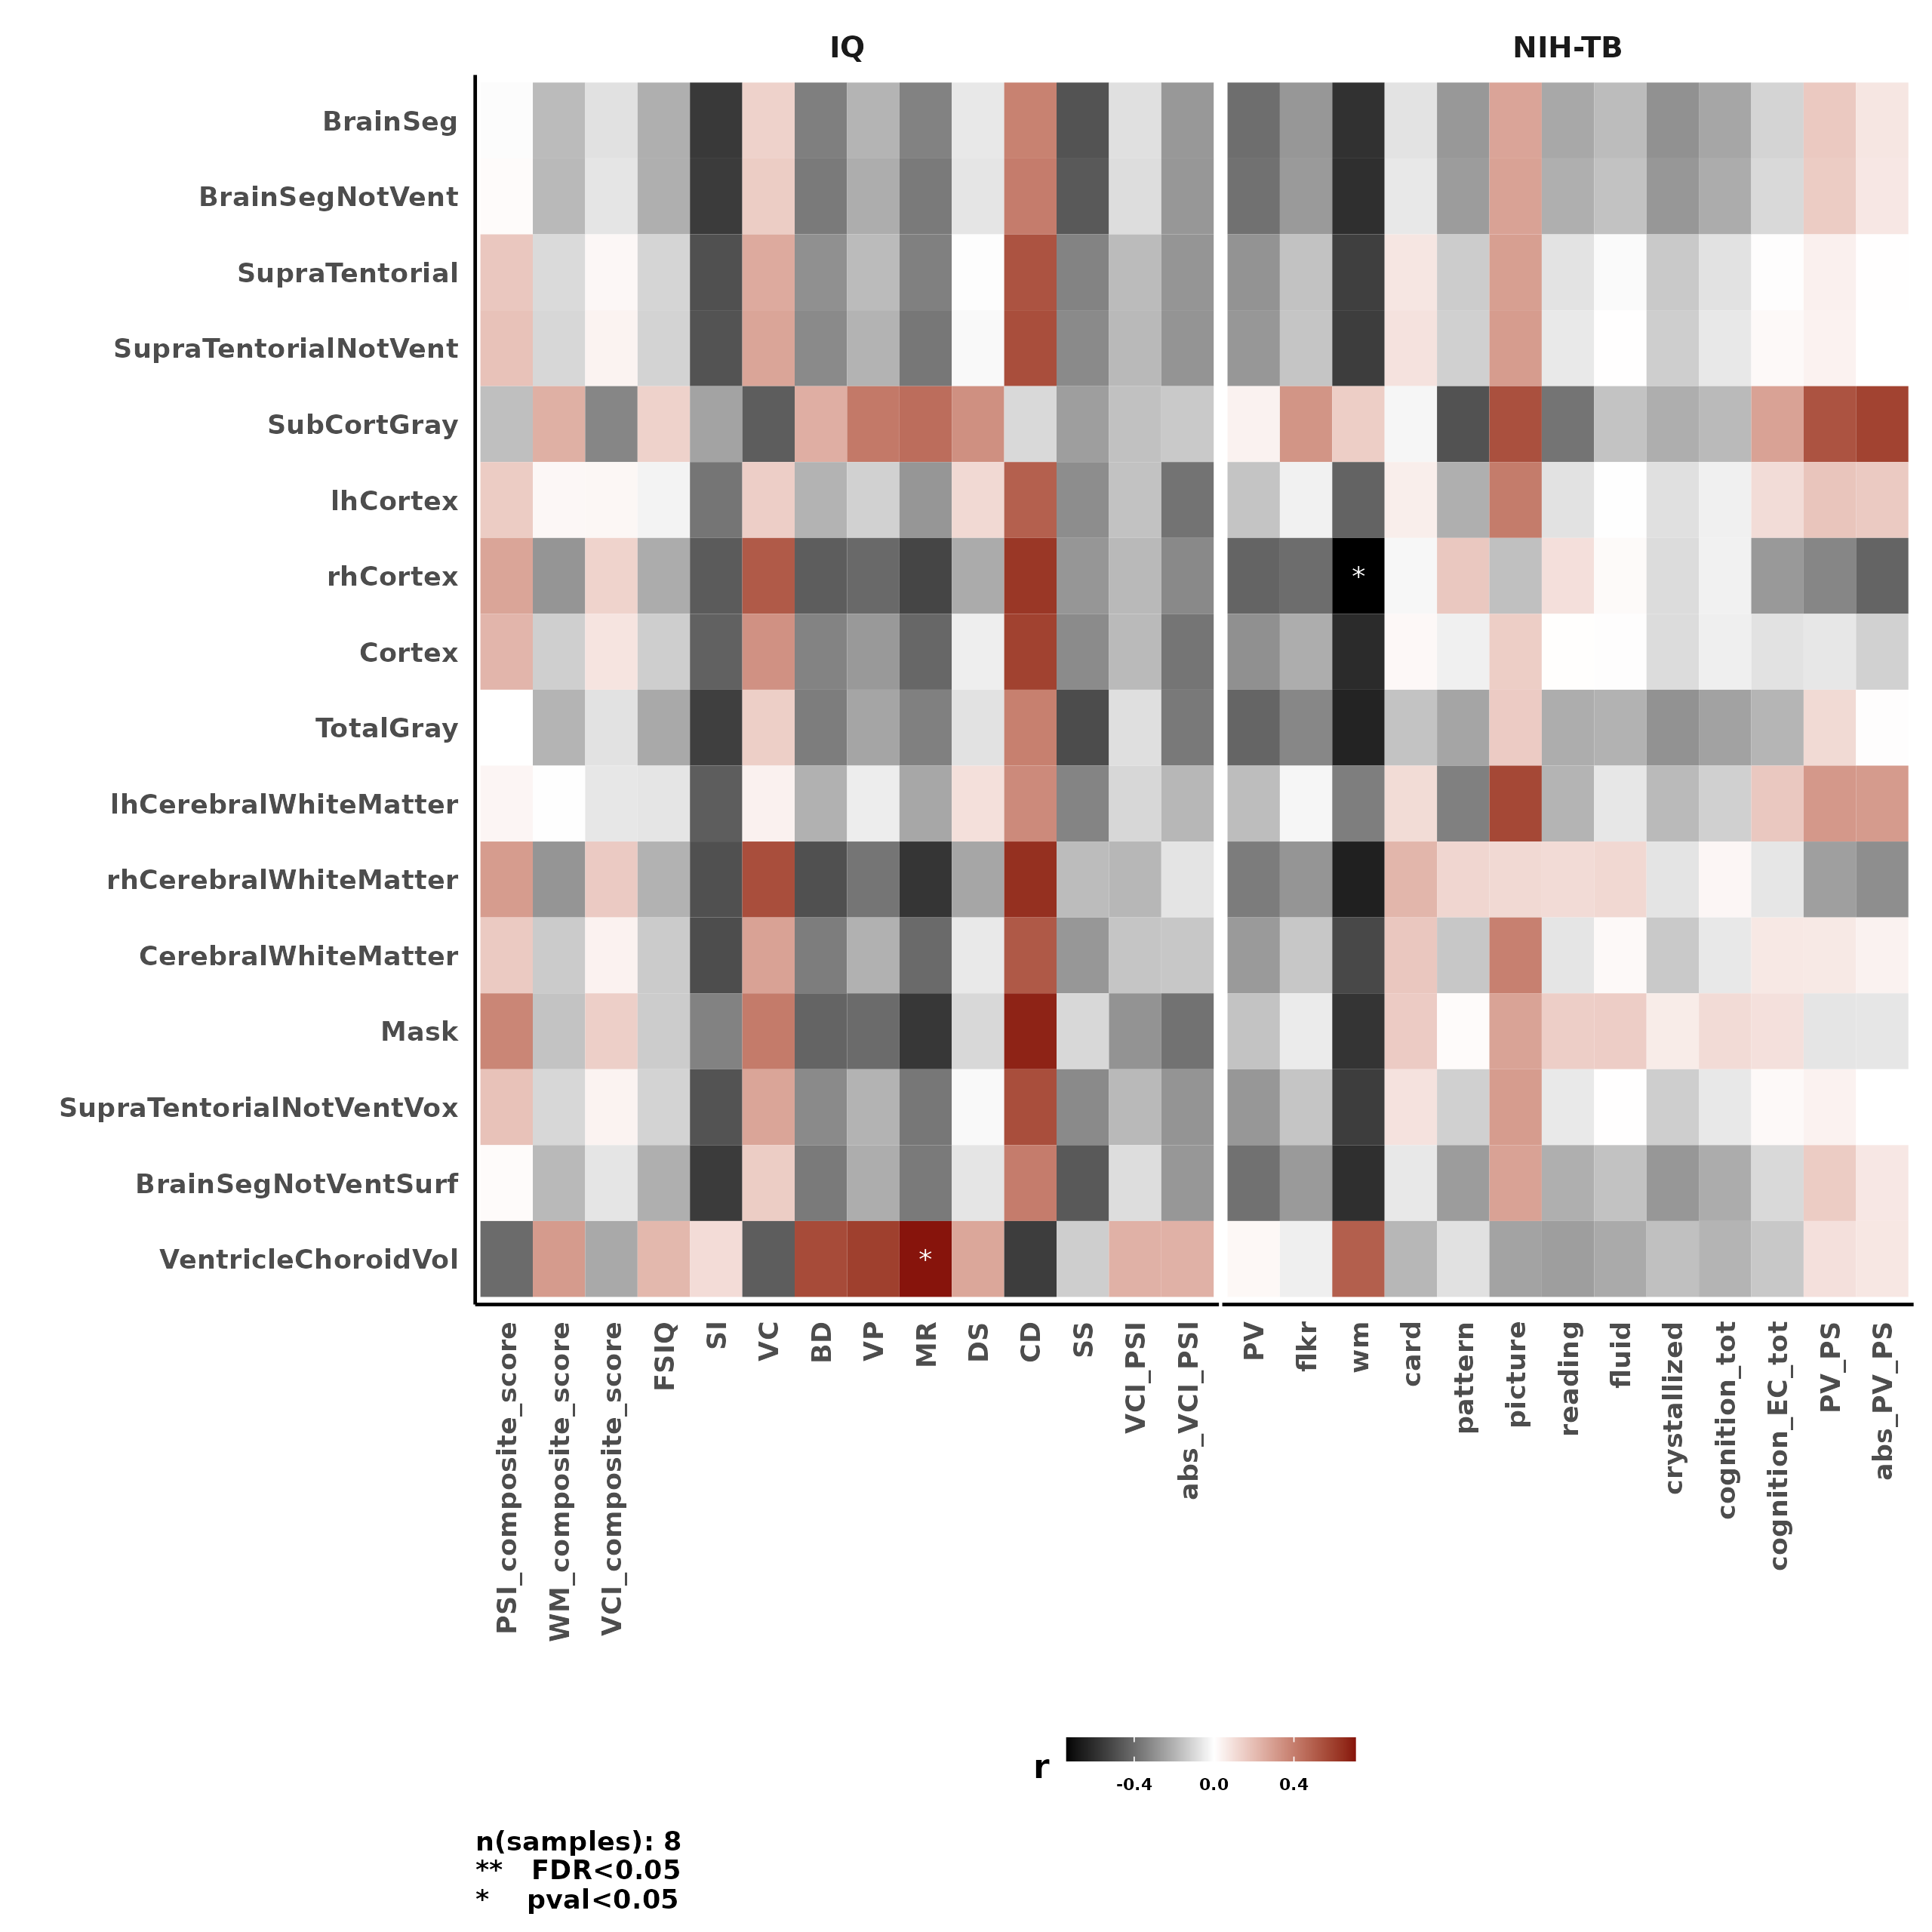 IQ NIH-TB
BrainSeg
BrainSegNotVent
SupraTentorial
SupraTentorialNotVent
SubCortGray
lhCortex
rhCortex
*
Cortex
TotalGray
lhCerebralWhiteMatter
rhCerebralWhiteMatter
CerebralWhiteMatter
Mask
SupraTentorialNotVentVox
BrainSegNotVentSurf
VentricleChoroidVol
*
PSI_composite_score
WM_composite_score
VCI_composite_score
FSIQ
SI
VC
BD
VP
MR
DS
CD
SS
VCI_PSI
abs_VCI_PSI
PV
flkr
wm
card
pattern
picture
reading
fluid
crystallized
cognition_tot
cognition_EC_tot
PV_PS
abs_PV_PS
r
-0.4 0.0 0.4
n(samples): 8
** FDR<0.05
* pval<0.05